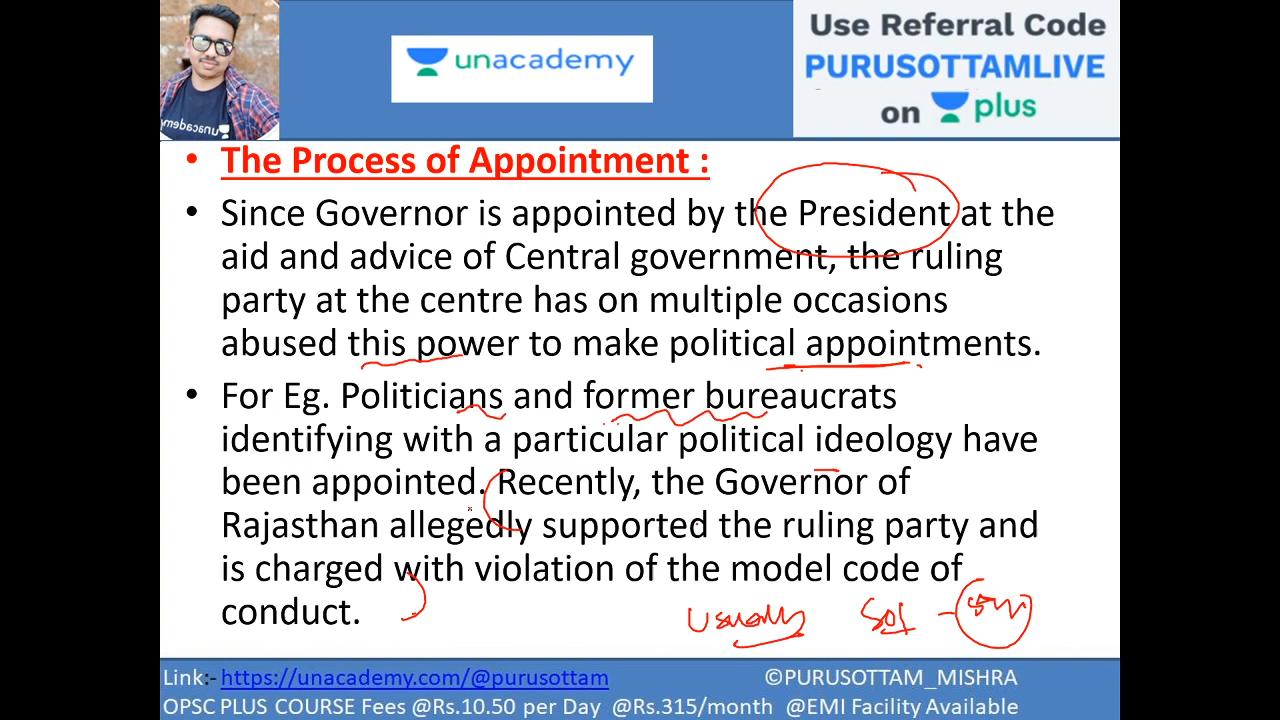 unacademy
Use Referral Code
PURUSOTTAMLIVE
on plus
unacademy
• The Process of Appointment :
• Since Governor is appointed by the President at the
aid and advice of Central government, the ruling
party at the centre has on multiple occasions
abused this power to make political appointments.
• For Eg. Politicians and former bureaucrats
identifying with a particular political ideology have
been appointed. Recently, the Governor of
Rajasthan allegedly supported the ruling party and
is charged with violation of the model code of
conduct.
Usually
Link:- https://unacademy.com/@purusottam ©PURUSOTTAM_MISHRA
OPSC PLUS COURSE Fees @Rs.10.50 per Day @Rs.315/month @EMI Facility Available